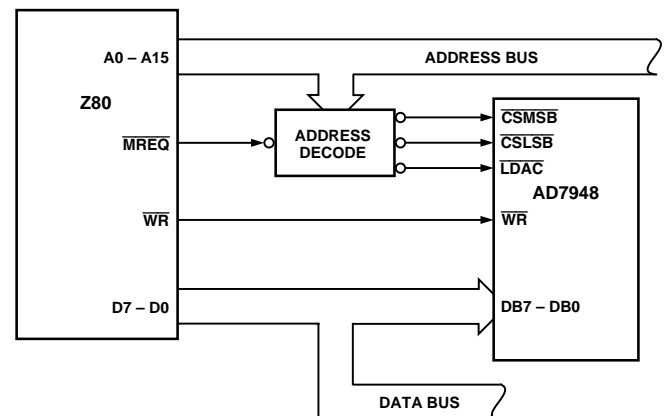 A0 – A15
ADDRESS BUS
Z80
MREQ
ADDRESS
DECODE
CSMSB
CSLSB
LDAC
AD7948
WR
WR
D7 – D0
DB7 – DB0
DATA BUS